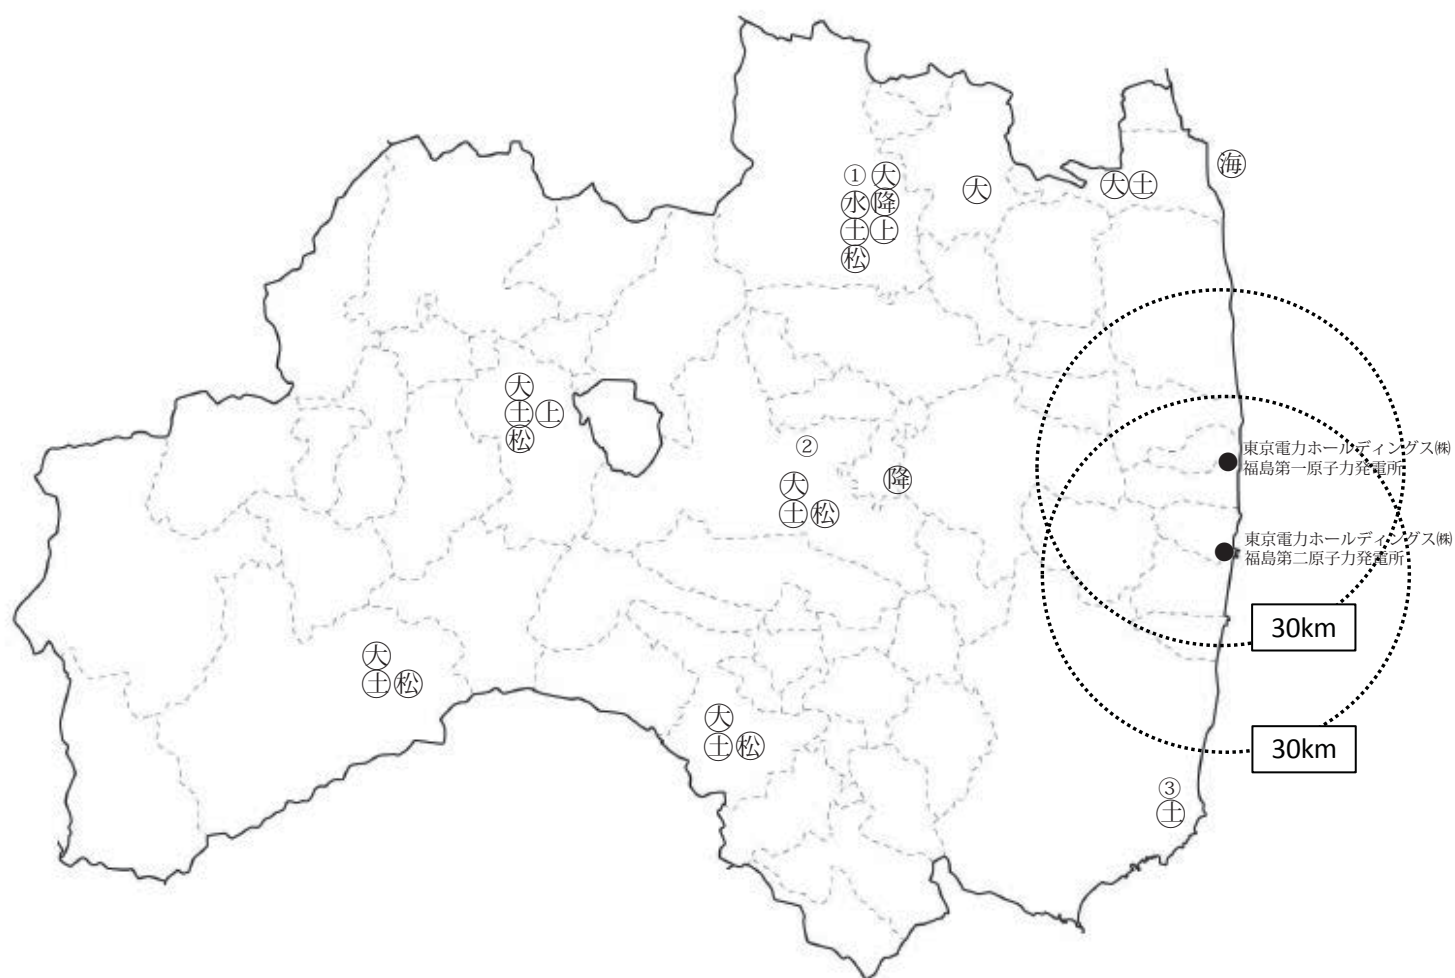 海
①大
大
大土
水降
土上
松
大
土上
松
東京電力ホールディングス㈱
福島第一原子力発電所
②
降
大
土松
東京電力ホールディングス㈱
福島第二原子力発電所
30km
大
土松
大
土松
30km
③
土